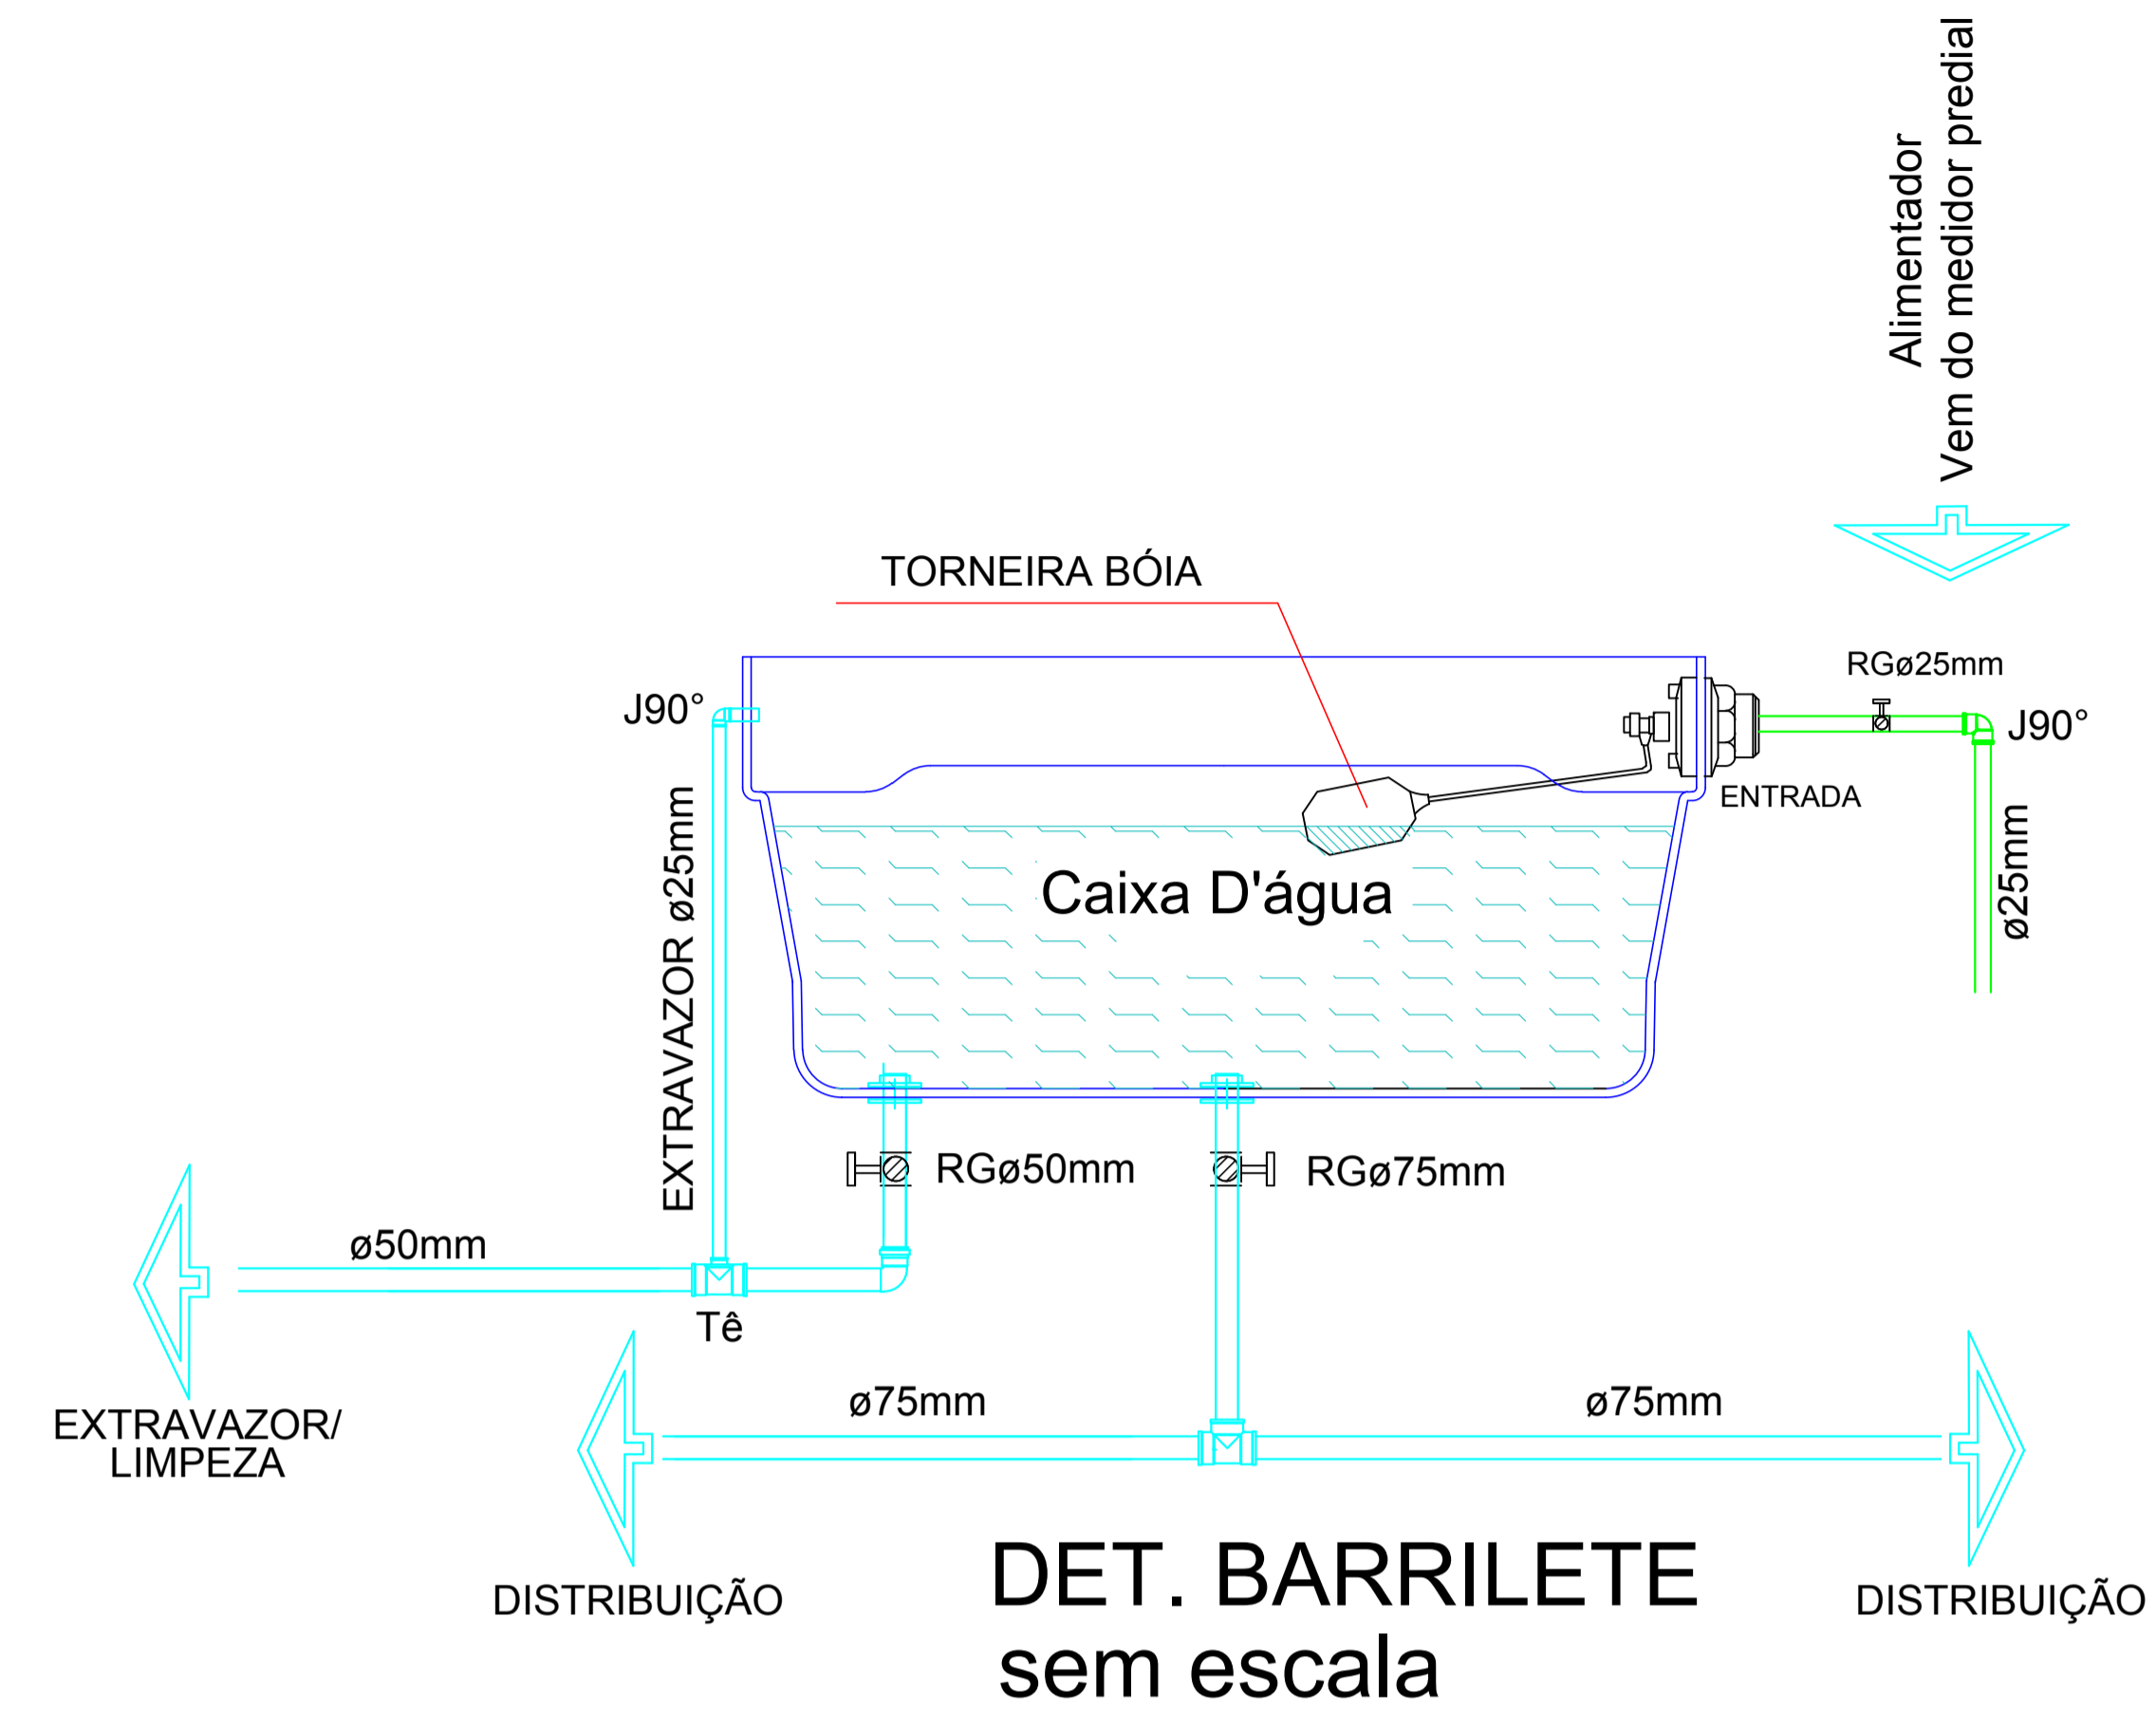 Alimentador
Vem do medidor predial
TORNEIRA BÓIA
RGø25mm
J90°
J90°
ENTRADA
ø25mm
EXTRAVAZOR ø25mm
Caixa D'água
RGø50mm
RGø75mm
ø50mm
Tê
EXTRAVAZOR/
LIMPEZA
ø75mm
ø75mm
DISTRIBUIÇÃO
DISTRIBUIÇÃO
DET. BARRILETE
sem escala